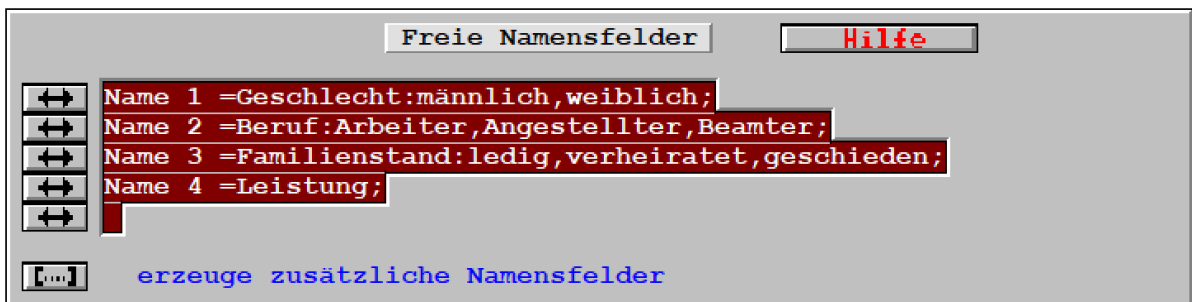 Freie Namensfelder Hilfe
Name 1 =Geschlecht:männlich,weiblich;
Name 2 =Beruf:Arbeiter,Angestellter,Beamter;
Name 3 =Familienstand:ledig,verheiratet,geschieden;
Name 4 =Leistung;
[....] erzeuge zusätzliche Namensfelder